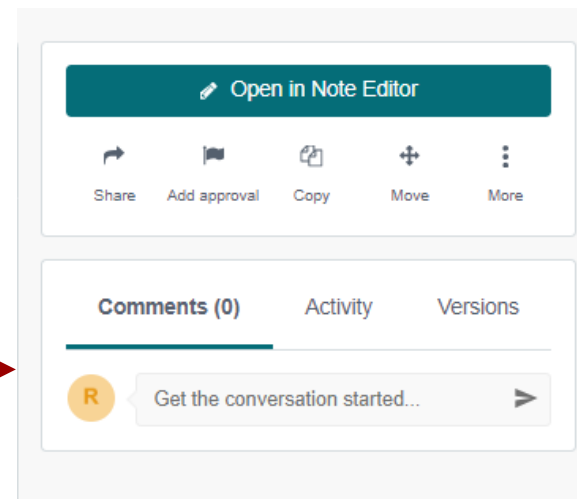 Open in Note Editor
Share Add approval Copy Move More
Comments (0) Activity Versions
R Get the conversation started...